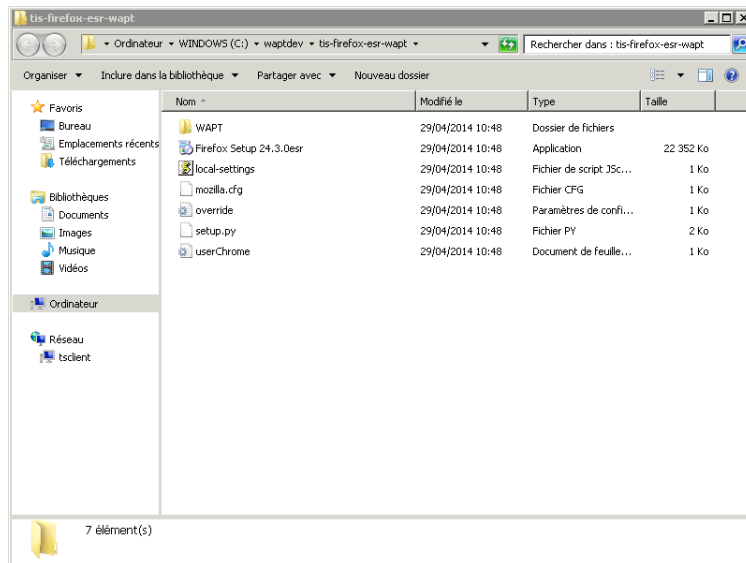 tis-firefox-esr-wapt
Ordinateur WINDOWS (C:) waptdev tis-firefox-esr-wapt Rechercher dans : tis-firefox-esr-wapt
Organiser Indure dans la bibliothèque Partager avec Nouveau dossier
Favoris
Bureau
Emplacements récents
Téléchargements
Bibliothèques
Documents
Images
Musique
Vidéos
Ordinateur
Réseau
tsclient
Nom Modifié le Type Taille
WAPT 29/04/2014 10:48 Dossier de fichiers
Firefox Setup 24.3.0esr 29/04/2014 10:48 Application 22 352 Ko
local-settings 29/04/2014 10:48 Fichier de script JSc... 1 Ko
mozilla.cfg 29/04/2014 10:48 Fichier CFG 1 Ko
override 29/04/2014 10:48 Paramètres de confi... 1 Ko
setup.py 29/04/2014 10:48 Fichier PY 2 Ko
userChrome 29/04/2014 10:48 Document de feuille... 1 Ko
7 élément(s)